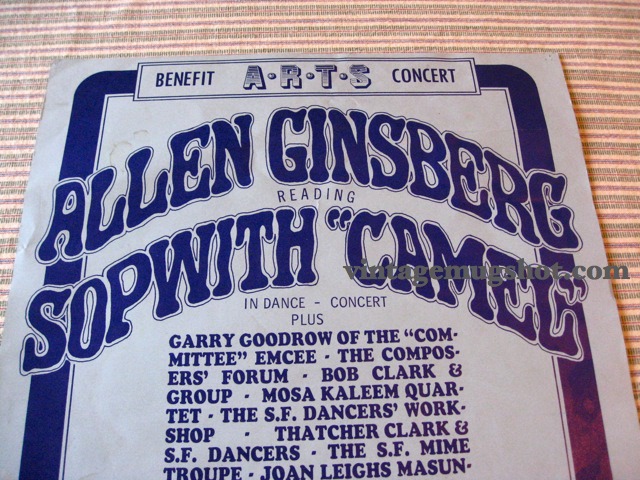 BENEFIT A·R·T·S CONCERT
ALLEN GINSBERG
READING
SOPWITH "CAMEL"
vintagemugshot.com
IN DANCE - CONCERT
PLUS
GARRY GOODROW OF THE "COM-
MITTEE" EMCEE · THE COMPOS-
ERS' FORUM · BOB CLARK &
GROUP · MOSA KALEEM QUAR-
TET · THE S.F. DANCERS' WORK-
SHOP · THATCHER CLARK &
S.F. DANCERS · THE S.F. MIME
TROUPE · JOAN LEIGHS MASUN-